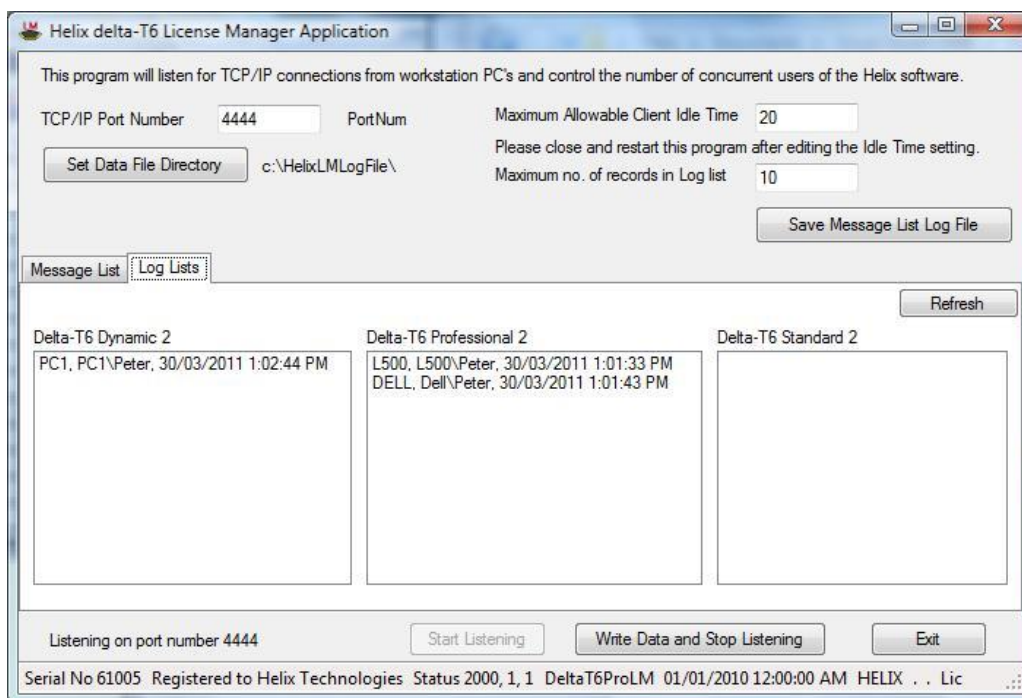 Helix delta-T6 License Manager Application
This program will listen for TCP/IP connections from workstation PC's and control the number of concurrent users of the Helix software.
TCP/IP Port Number 4444 PortNum
Maximum Allowable Client Idle Time 20
Please close and restart this program after editing the Idle Time setting.
Set Data File Directory c:\HelixLMLogFile\
Maximum no. of records in Log list 10
Save Message List Log File
Message List Log Lists
Refresh
Delta-T6 Dynamic 2 Delta-T6 Professional 2 Delta-T6 Standard 2
PC1, PC1\Peter, 30/03/2011 1:02:44 PM L500, L500\Peter, 30/03/2011 1:01:33 PM
DELL, Dell\Peter, 30/03/2011 1:01:43 PM
Listening on port number 4444 Start Listening Write Data and Stop Listening Exit
Serial No 61005 Registered to Helix Technologies Status 2000, 1, 1 DeltaT6ProLM 01/01/2010 12:00:00 AM HELIX . . Lic